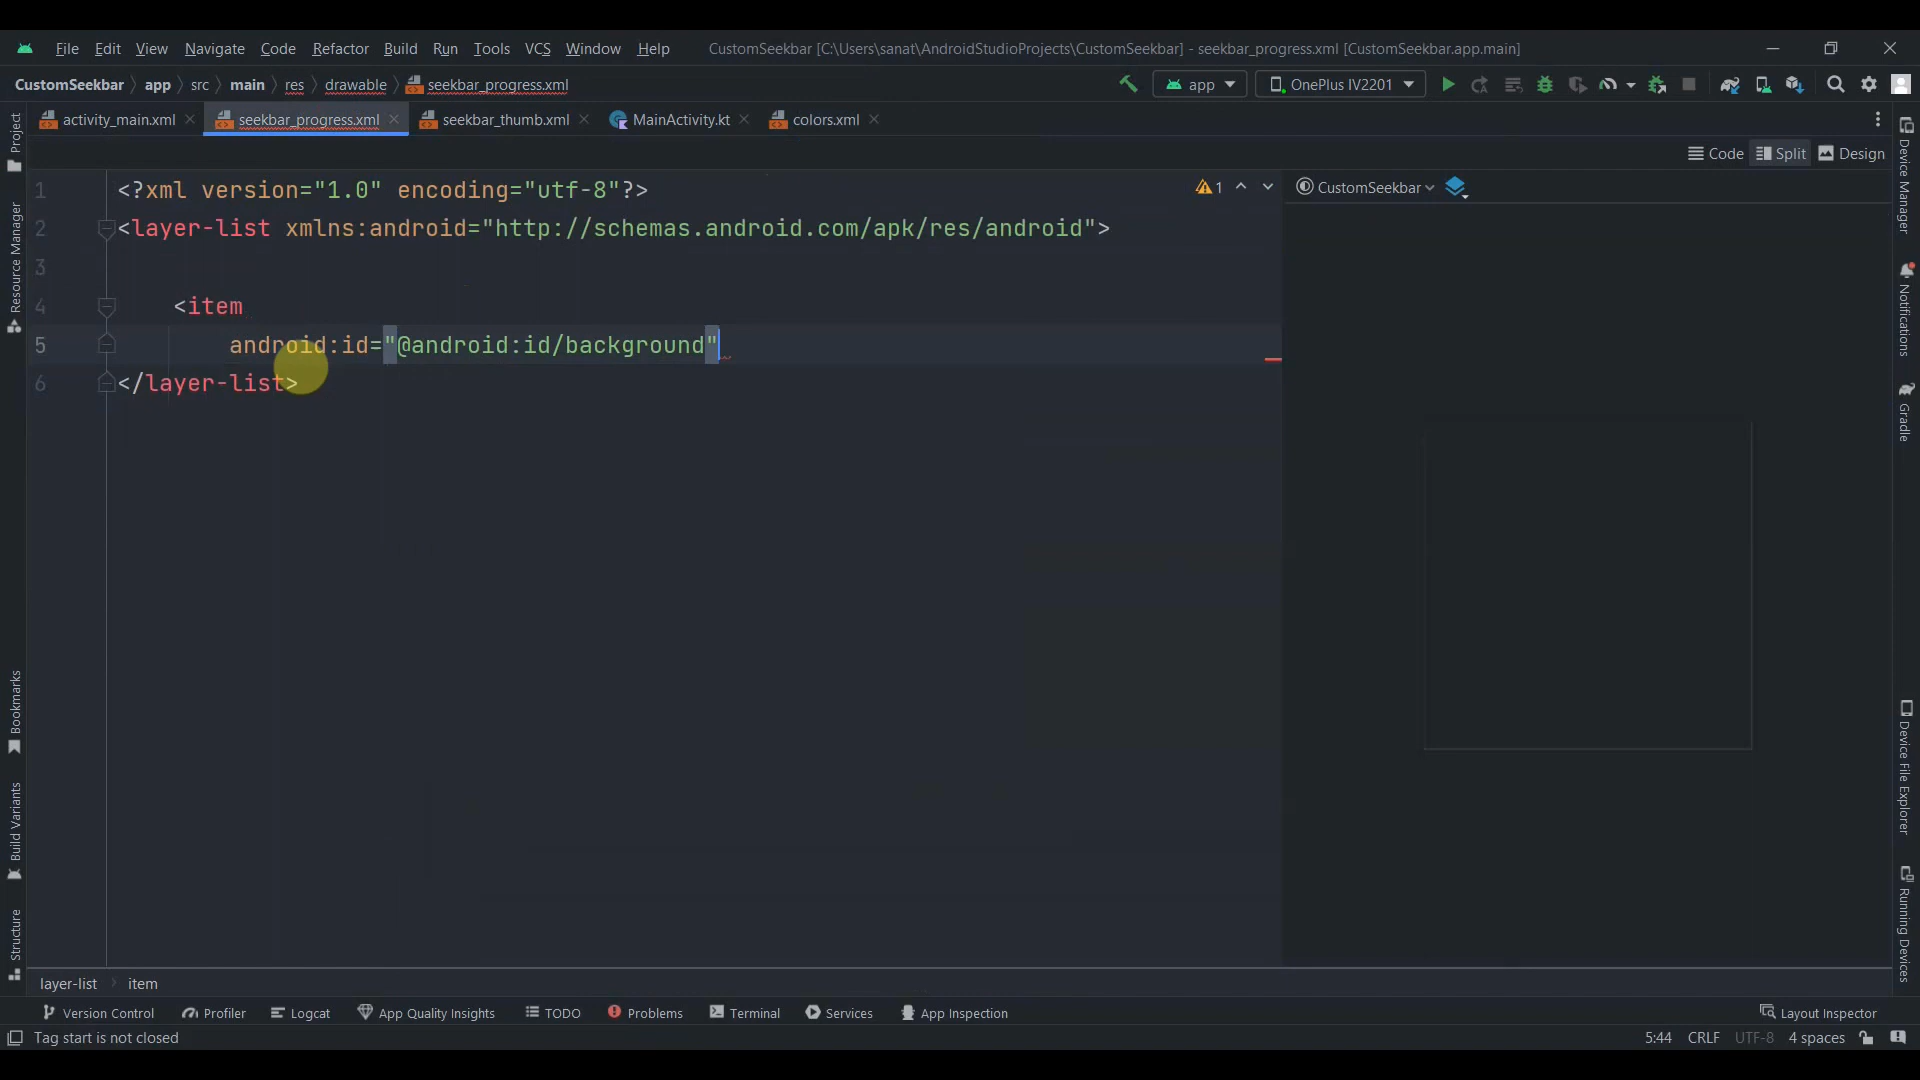 File Edit View Navigate Code Refactor Build Run Tools VCS Window Help CustomSeekbar [C:\Users\sanat\AndroidStudioProjects\CustomSeekbar] - seekbar_progress.xml [CustomSeekbar.app.main]
CustomSeekbar app src main res drawable seekbar_progress.xml app OnePlus IV2201
activity_main.xml seekbar_progress.xml seekbar_thumb.xml MainActivity.kt colors.xml
Code Split Design
1 <?xml version="1.0" encoding="utf-8"?> 1 CustomSeekbar
2 <layer-list xmlns:android="http://schemas.android.com/apk/res/android">
3
4 <item
5 android:id="@android:id/background"
6 </layer-list>
Project
Resource Manager
Bookmarks
Build Variants
Structure
Device Manager
Notifications
Gradle
Device File Explorer
Running Devices
layer-list item
Version Control Profiler Logcat App Quality Insights TODO Problems Terminal Services App Inspection Layout Inspector
Tag start is not closed 5:44 CRLF UTF-8 4 spaces